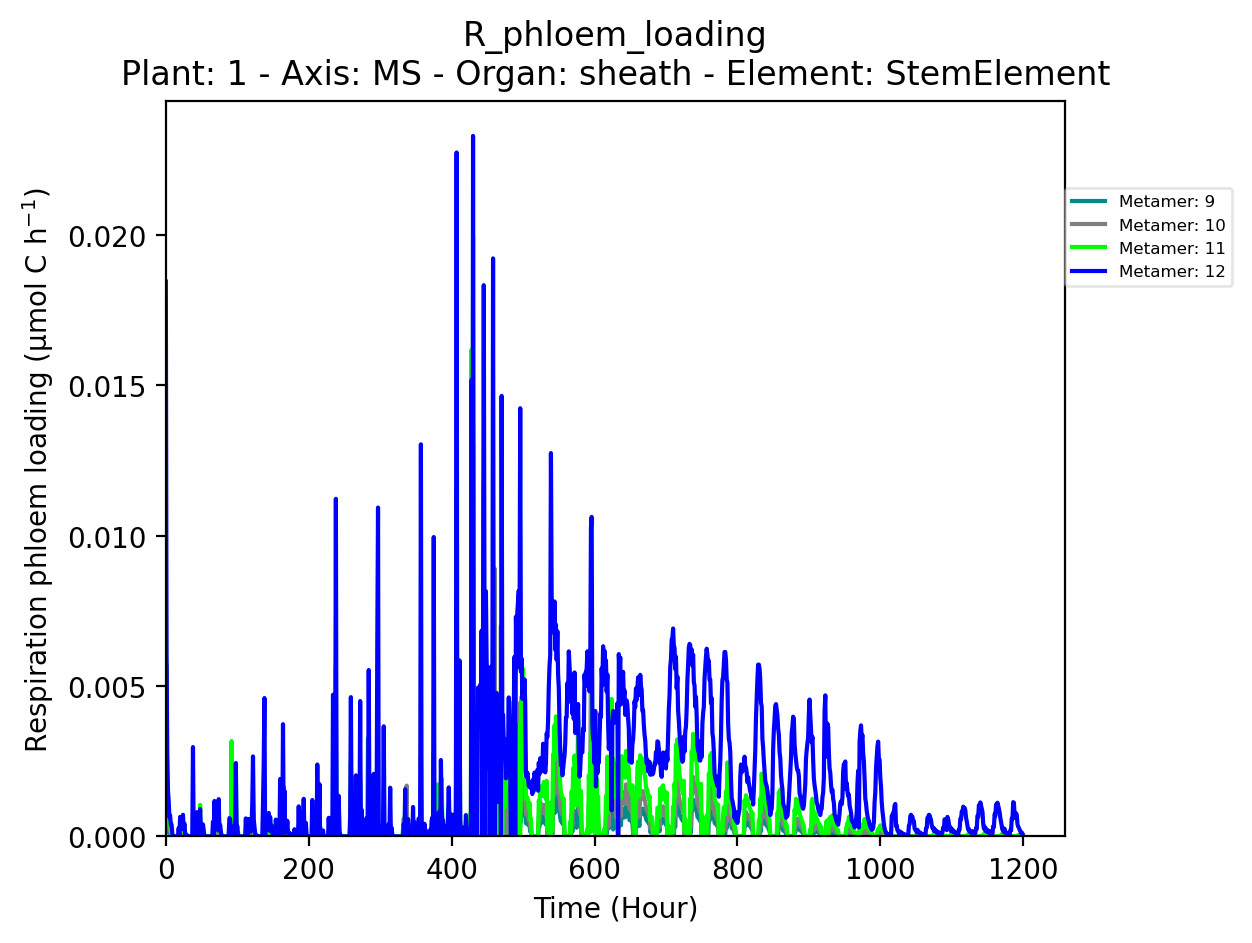 R_phloem_loading
Plant: 1 - Axis: MS - Organ: sheath - Element: StemElement
Respiration phloem loading (µmol C h⁻¹)
0.020
0.015
0.010
0.005
0.000
0 200 400 600 800 1000 1200
Time (Hour)
Metamer: 9
Metamer: 10
Metamer: 11
Metamer: 12